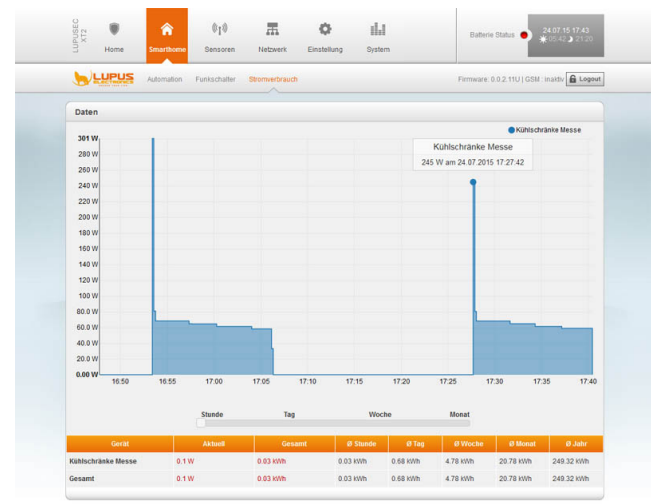 LUPUSEC
XT2
Home Smarthome Sensoren Netzwerk Einstellung System
Batterie Status
24.07.15 17:43
05:42 21:20
LUPUS
ELECTRONICS
Automation Funkschalter Stromverbrauch
Firmware: 0.0.2.11U | GSM : inaktiv Logout
Daten
Kühlschränke Messe
Kühlschränke Messe
245 W am 24.07.2015 17:27:42
301 W
280 W
260 W
240 W
220 W
200 W
180 W
160 W
140 W
120 W
100 W
80.0 W
60.0 W
40.0 W
20.0 W
0.00 W
16:50 16:55 17:00 17:05 17:10 17:15 17:20 17:25 17:30 17:35 17:40
Stunde Tag Woche Monat
Gerät Aktuell Gesamt Ø Stunde Ø Tag Ø Woche Ø Monat Ø Jahr
Kühlschränke Messe 0.1 W 0.03 kWh 0.03 kWh 0.68 kWh 4.78 kWh 20.78 kWh 249.32 kWh
Gesamt 0.1 W 0.03 kWh 0.03 kWh 0.68 kWh 4.78 kWh 20.78 kWh 249.32 kWh